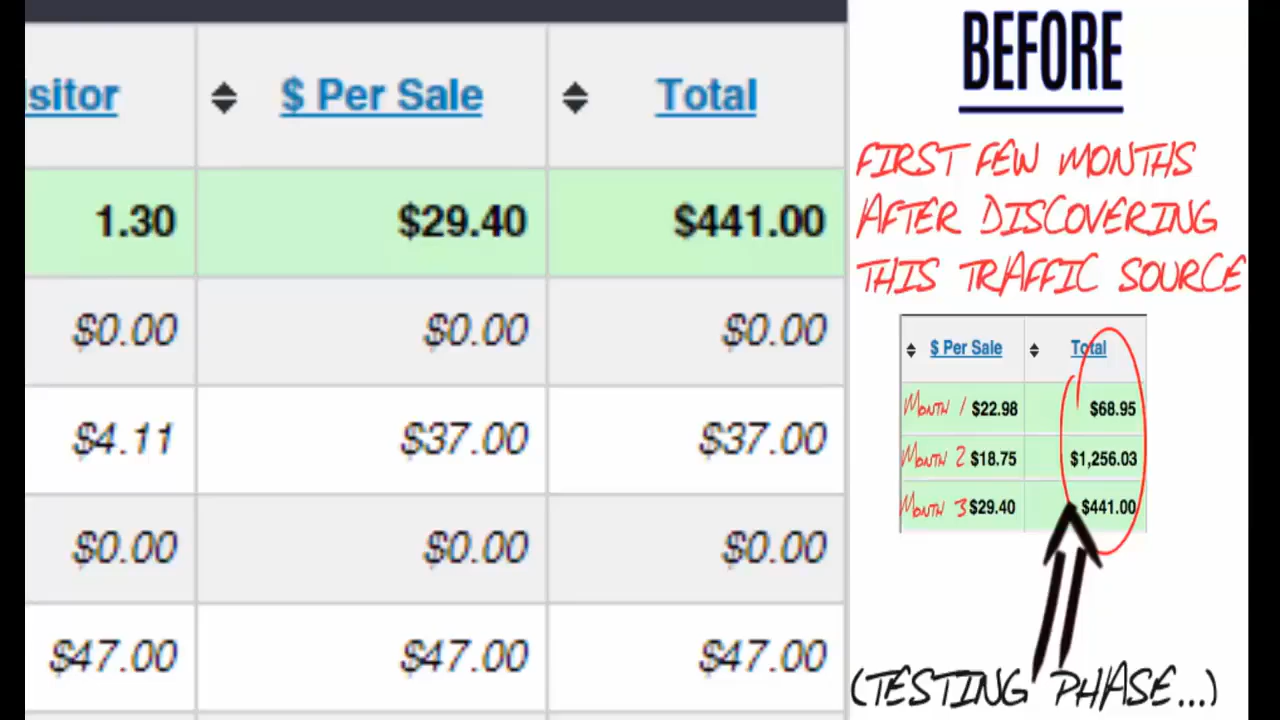 sitor $ Per Sale Total
1.30 $29.40 $441.00
$0.00 $0.00 $0.00
$4.11 $37.00 $37.00
$0.00 $0.00 $0.00
$47.00 $47.00 $47.00
BEFORE
FIRST FEW MONTHS
AFTER DISCOVERING
THIS TRAFFIC SOURCE
$ Per Sale Total
MONTH 1 $22.98 $68.95
MONTH 2 $18.75 $1,256.03
MONTH 3 $29.40 $441.00
(TESTING PHASE...)